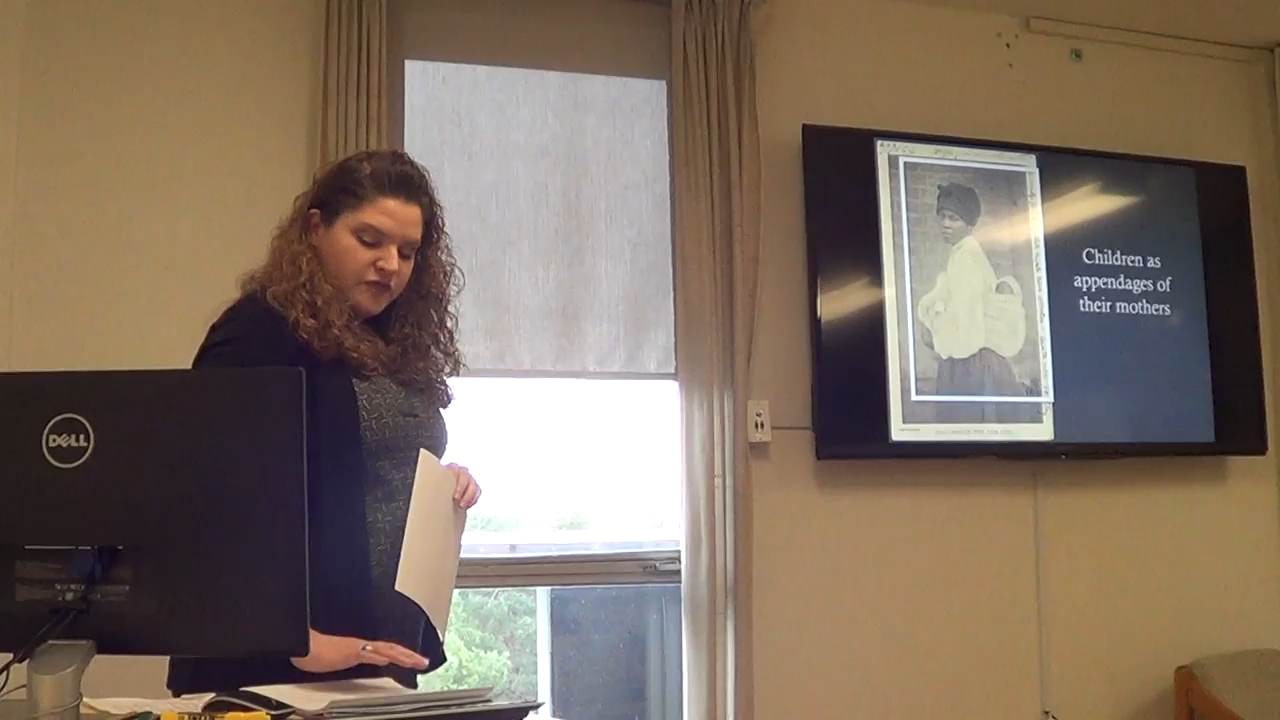 DELL
Children as
appendages of
their mothers